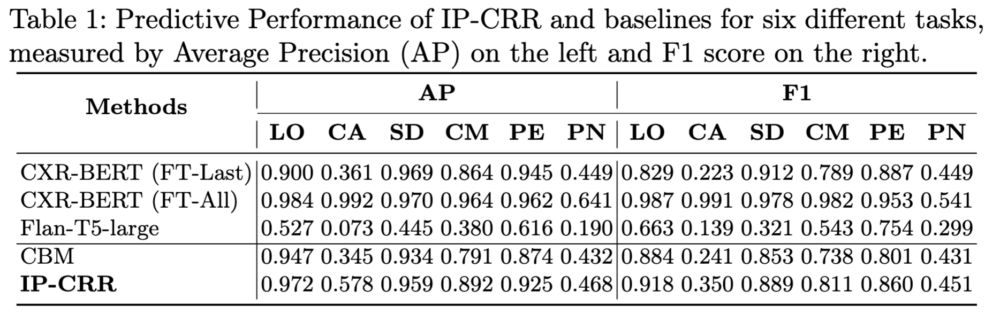 Table 1: Predictive Performance of IP-CRR and baselines for six different tasks,
measured by Average Precision (AP) on the left and F1 score on the right.
Methods AP F1
LO CA SD CM PE PN LO CA SD CM PE PN
CXR-BERT (FT-Last) 0.900 0.361 0.969 0.864 0.945 0.449 0.829 0.223 0.912 0.789 0.887 0.449
CXR-BERT (FT-All) 0.984 0.992 0.970 0.964 0.962 0.641 0.987 0.991 0.978 0.982 0.953 0.541
Flan-T5-large 0.527 0.073 0.445 0.380 0.616 0.190 0.663 0.139 0.321 0.543 0.754 0.299
CBM 0.947 0.345 0.934 0.791 0.874 0.432 0.884 0.241 0.853 0.738 0.801 0.431
IP-CRR 0.972 0.578 0.959 0.892 0.925 0.468 0.918 0.350 0.889 0.811 0.860 0.451